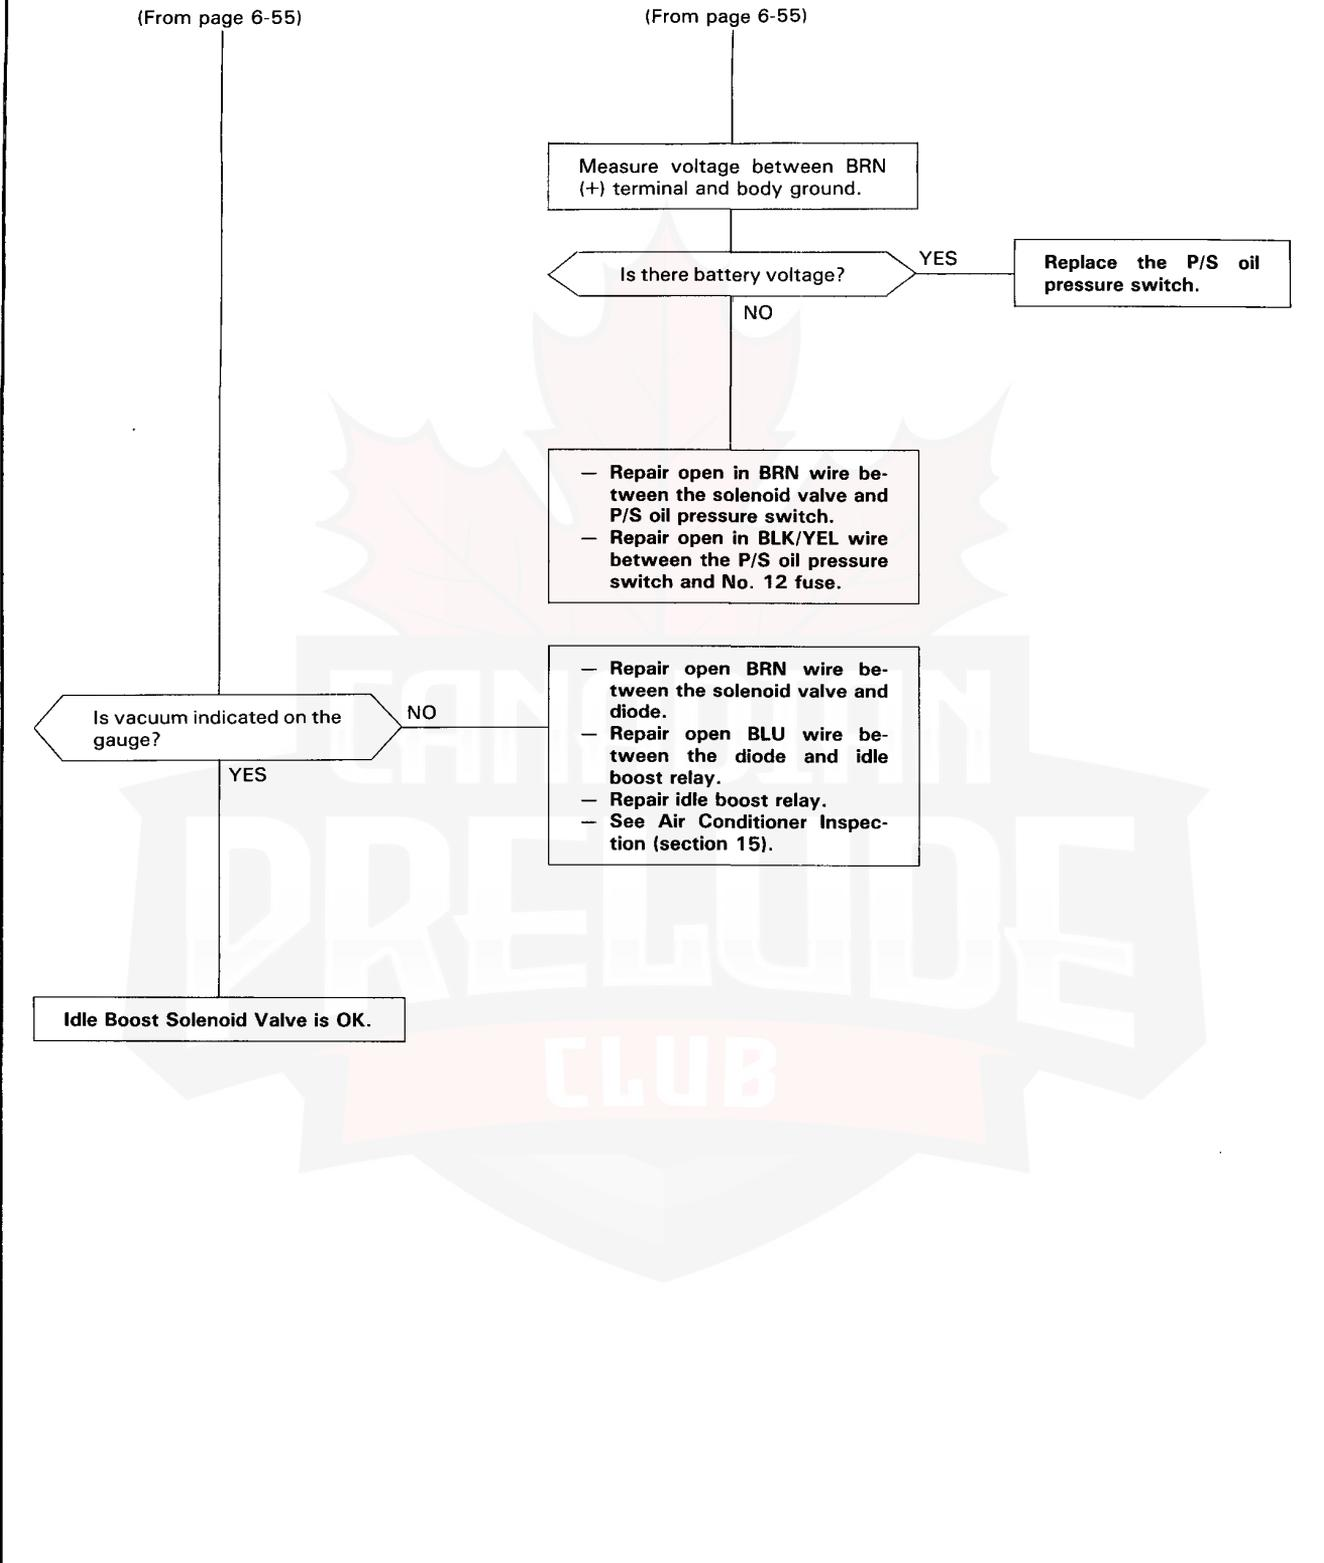 (From page 6-55)
(From page 6-55)
Measure voltage between BRN
(+) terminal and body ground.
Is there battery voltage?
YES
Replace the P/S oil
pressure switch.
NO
— Repair open in BRN wire be-
tween the solenoid valve and
P/S oil pressure switch.
— Repair open in BLK/YEL wire
between the P/S oil pressure
switch and No. 12 fuse.
Is vacuum indicated on the
gauge?
NO
— Repair open BRN wire be-
tween the solenoid valve and
diode.
— Repair open BLU wire be-
tween the diode and idle
boost relay.
— Repair idle boost relay.
— See Air Conditioner Inspec-
tion (section 15).
YES
Idle Boost Solenoid Valve is OK.
CANADIAN
PRELUDE
CLUB